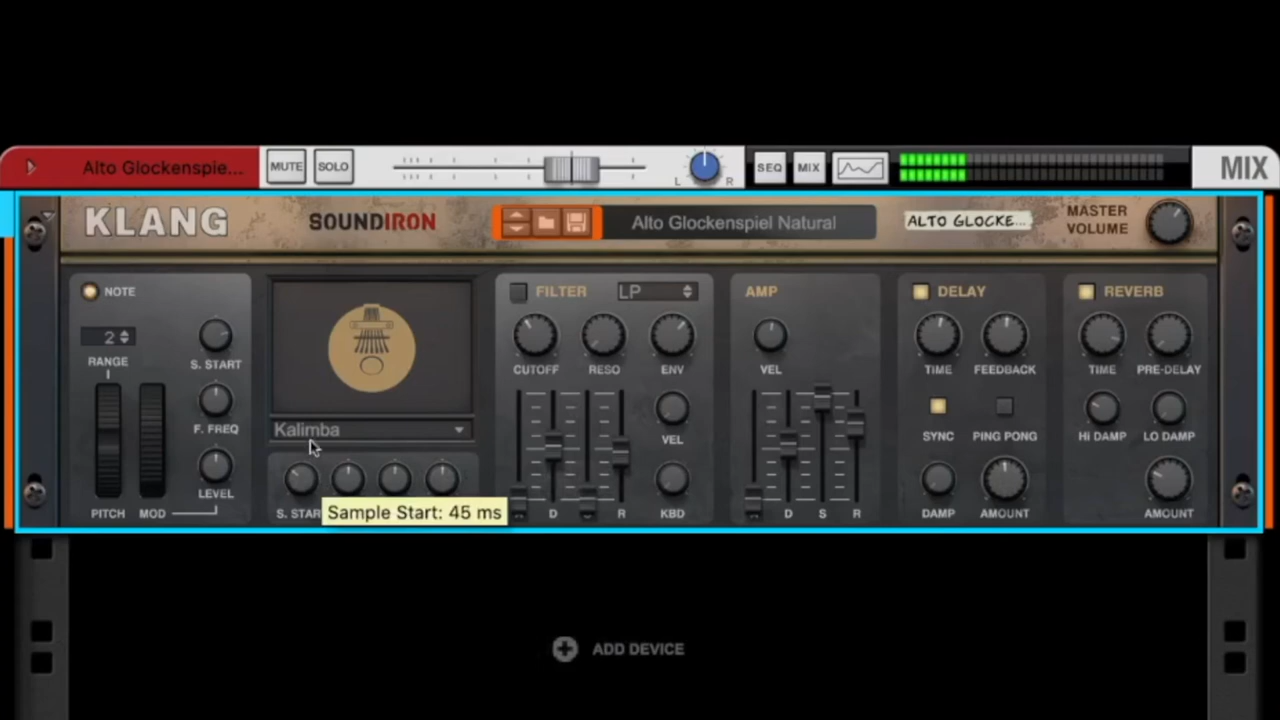 Alto Glockenspie...
MUTE SOLO
L R
SEQ MIX
MIX
KLANG
SOUNDIRON
Alto Glockenspiel Natural
ALTO GLOCKE...
MASTER
VOLUME
NOTE
2
RANGE
S. START
F. FREQ
LEVEL
PITCH MOD
Kalimba
Sample Start: 45 ms
FILTER LP
CUTOFF RESO ENV
VEL
D R KBD
AMP
VEL
D S R
DELAY
TIME FEEDBACK
SYNC PING PONG
DAMP AMOUNT
REVERB
TIME PRE-DELAY
HI DAMP LO DAMP
AMOUNT
ADD DEVICE